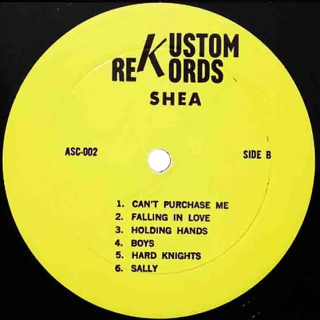 KUSTOM
REKORDS
SHEA
ASC-002
SIDE B
1. CAN'T PURCHASE ME
2. FALLING IN LOVE
3. HOLDING HANDS
4. BOYS
5. HARD KNIGHTS
6. SALLY